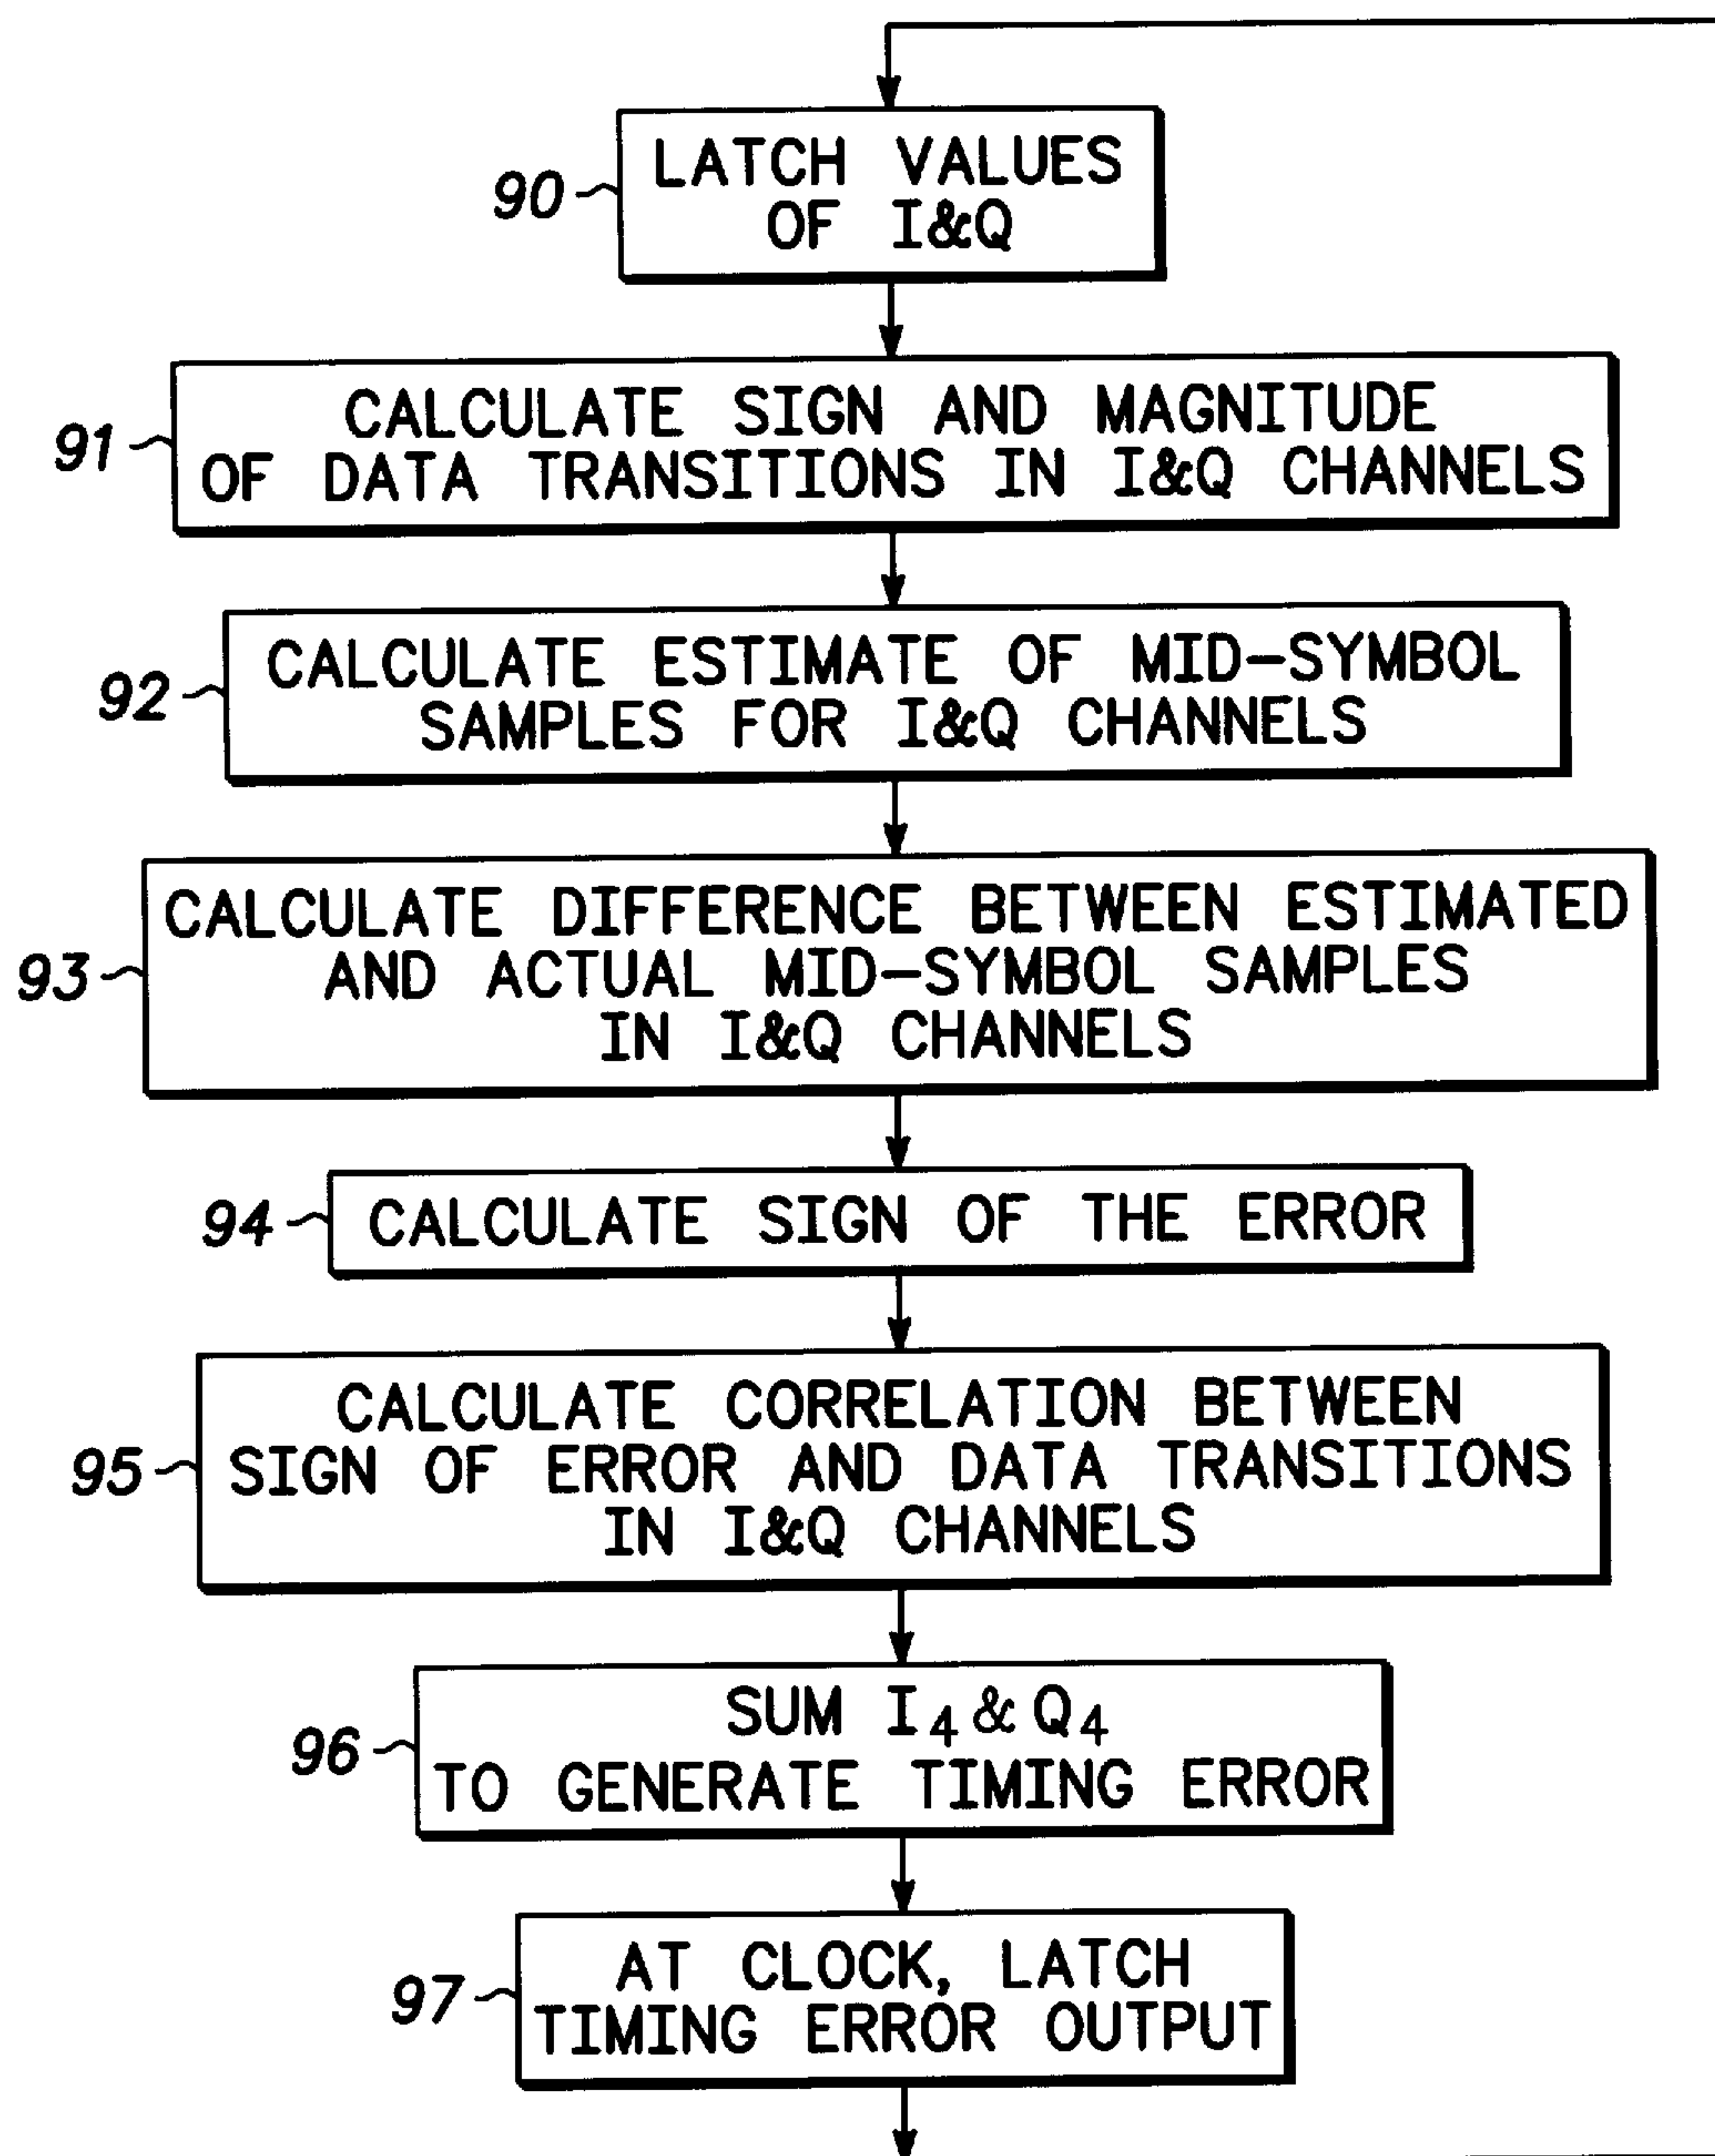 90
LATCH VALUES
OF I&Q
91
CALCULATE SIGN AND MAGNITUDE
OF DATA TRANSITIONS IN I&Q CHANNELS
92
CALCULATE ESTIMATE OF MID-SYMBOL
SAMPLES FOR I&Q CHANNELS
93
CALCULATE DIFFERENCE BETWEEN ESTIMATED
AND ACTUAL MID-SYMBOL SAMPLES
IN I&Q CHANNELS
94
CALCULATE SIGN OF THE ERROR
95
CALCULATE CORRELATION BETWEEN
SIGN OF ERROR AND DATA TRANSITIONS
IN I&Q CHANNELS
96
SUM I₄ & Q₄
TO GENERATE TIMING ERROR
97
AT CLOCK, LATCH
TIMING ERROR OUTPUT